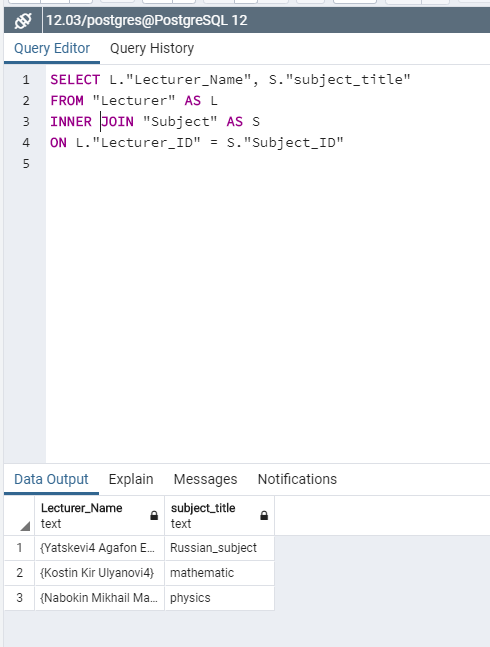 12.03/postgres@PostgreSQL 12
Query Editor Query History
1 SELECT L."Lecturer_Name", S."subject_title"
2 FROM "Lecturer" AS L
3 INNER JOIN "Subject" AS S
4 ON L."Lecturer_ID" = S."Subject_ID"
5
Data Output Explain Messages Notifications
Lecturer_Name subject_title
text text
1 {Yatskevi4 Agafon E... Russian_subject
2 {Kostin Kir Ulyanovi4} mathematic
3 {Nabokin Mikhail Ma... physics